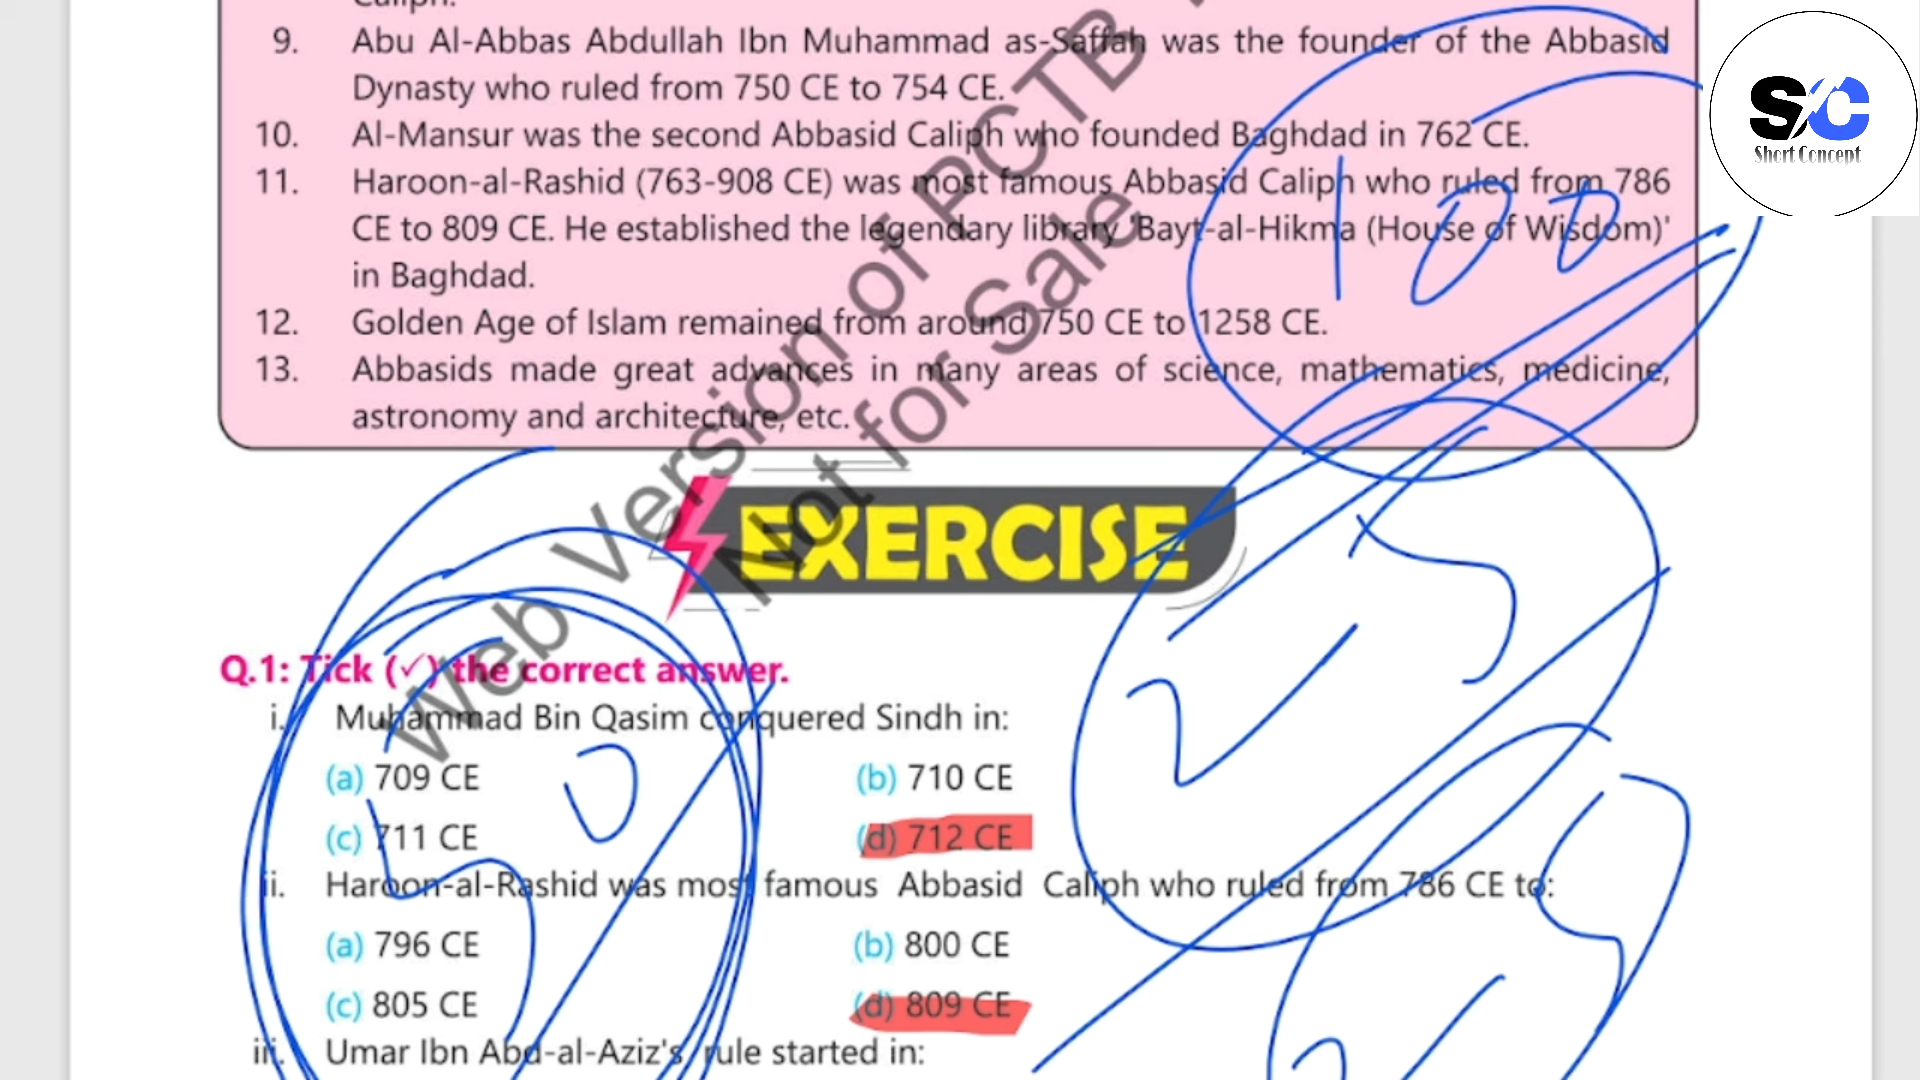 Caliph.
9. Abu Al-Abbas Abdullah Ibn Muhammad as-Saffah was the founder of the Abbasid
Dynasty who ruled from 750 CE to 754 CE.
10. Al-Mansur was the second Abbasid Caliph who founded Baghdad in 762 CE.
11. Haroon-al-Rashid (763-908 CE) was most famous Abbasid Caliph who ruled from 786
CE to 809 CE. He established the legendary library 'Bayt-al-Hikma (House of Wisdom)'
in Baghdad.
12. Golden Age of Islam remained from around 750 CE to 1258 CE.
13. Abbasids made great advances in many areas of science, mathematics, medicine,
astronomy and architecture, etc.
SC
Short Concept
100
Web Version of PCTB
Not for Sale
EXERCISE
Q.1: Tick (✓) the correct answer.
i. Muhammad Bin Qasim conquered Sindh in:
(a) 709 CE (b) 710 CE
(c) 711 CE (d) 712 CE
50
ii. Haroon-al-Rashid was most famous Abbasid Caliph who ruled from 786 CE to:
(a) 796 CE (b) 800 CE
(c) 805 CE (d) 809 CE
iii. Umar Ibn Abd-al-Aziz's rule started in: